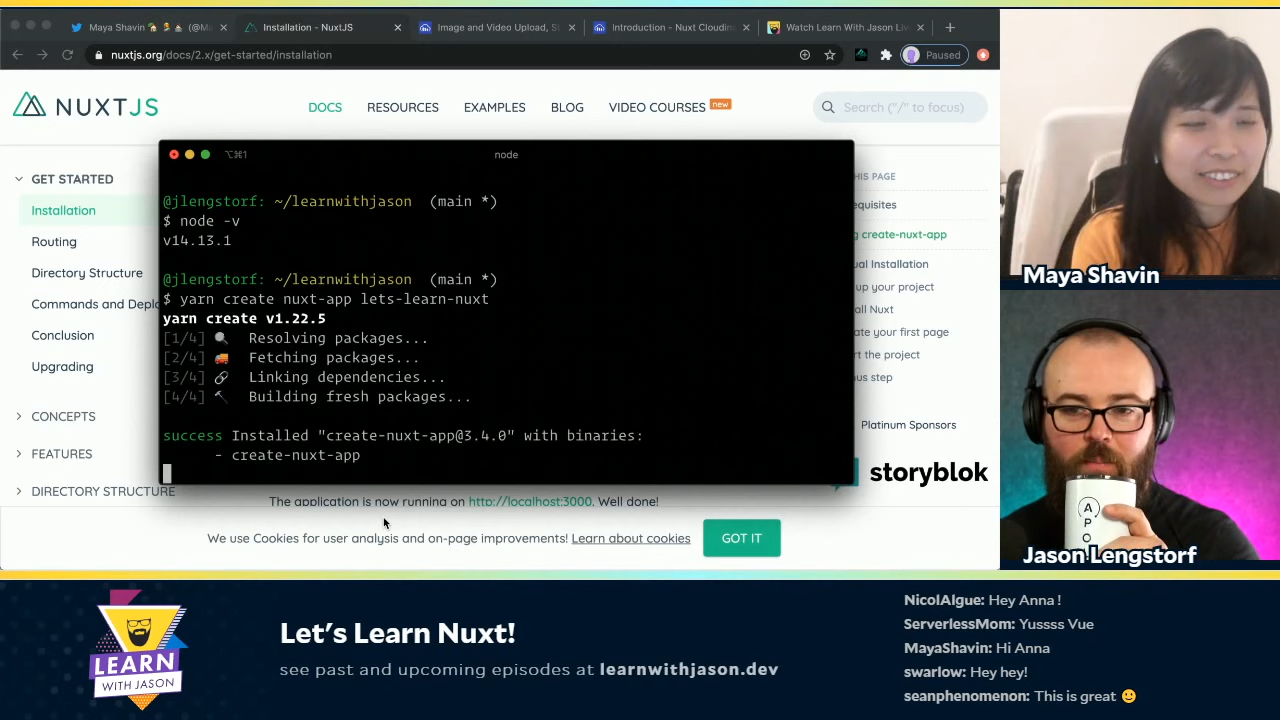 Maya Shavin
(@Ma
Installation - NuxtJS
Image and Video Upload, St
Introduction - Nuxt Cloudin
Watch Learn With Jason Liv
nuxtjs.org/docs/2.x/get-started/installation
Paused
NUXTJS
DOCS
RESOURCES
EXAMPLES
BLOG
VIDEO COURSES new
Search ("/" to focus)
GET STARTED
Installation
Routing
Directory Structure
Commands and Depl
Conclusion
Upgrading
CONCEPTS
FEATURES
DIRECTORY STRUCTURE
⌥⌘1
node
@jlengstorf: ~/learnwithjason (main *)
$ node -v
v14.13.1
@jlengstorf: ~/learnwithjason (main *)
$ yarn create nuxt-app lets-learn-nuxt
yarn create v1.22.5
[1/4] 🔍 Resolving packages...
[2/4] 🚚 Fetching packages...
[3/4] 🔗 Linking dependencies...
[4/4] 🔨 Building fresh packages...
success Installed "create-nuxt-app@3.4.0" with binaries:
- create-nuxt-app
HIS PAGE
equisites
g create-nuxt-app
ual Installation
up your project
all Nuxt
ate your first page
rt the project
nus step
Platinum Sponsors
storyblok
The application is now running on http://localhost:3000. Well done!
We use Cookies for user analysis and on-page improvements! Learn about cookies
GOT IT
Maya Shavin
A
P
O
Jason Lengstorf
LEARN
WITH JASON
Let's Learn Nuxt!
see past and upcoming episodes at learnwithjason.dev
NicolAlgue: Hey Anna !
ServerlessMom: Yussss Vue
MayaShavin: Hi Anna
swarlow: Hey hey!
seanphenomenon: This is great 🙂